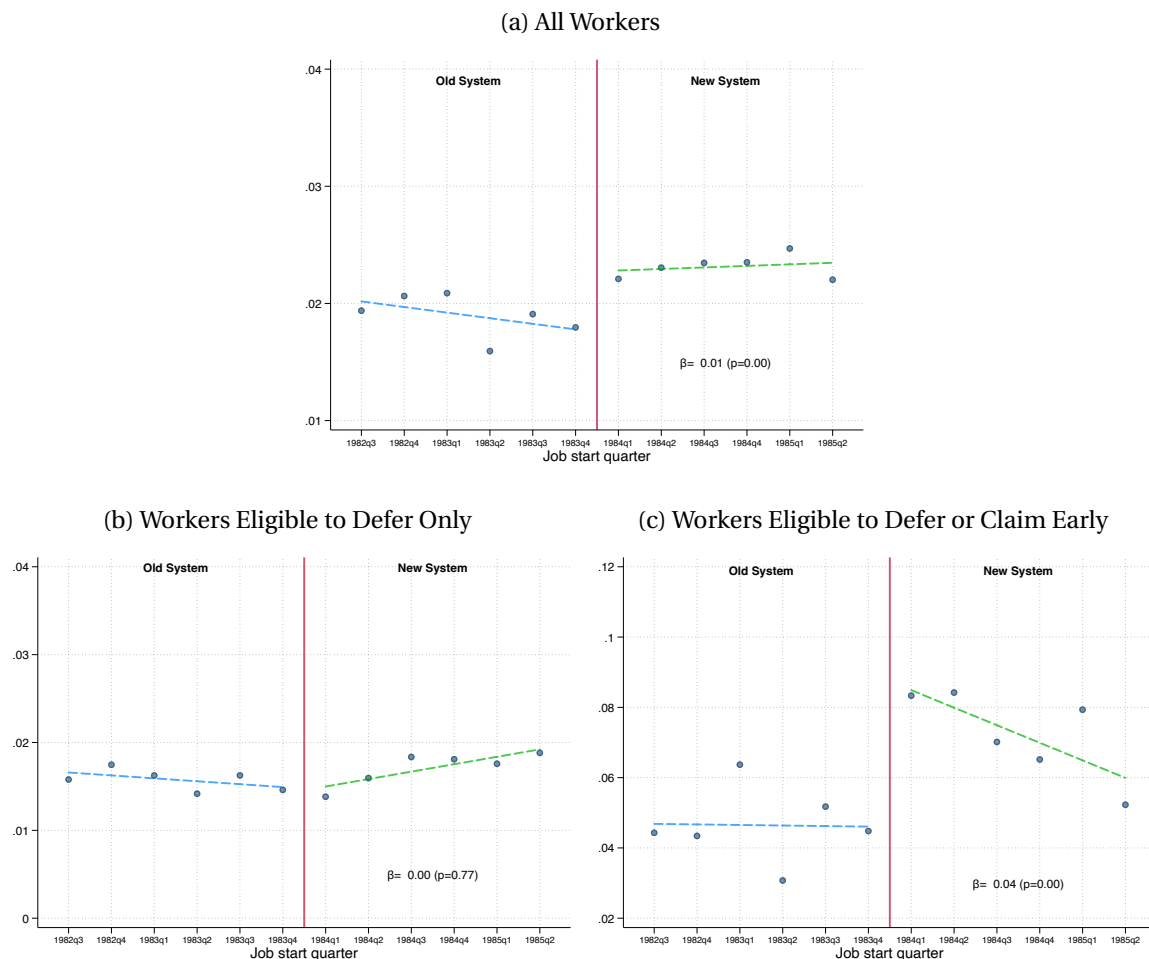 (a) All Workers
.04
Old System
New System
.03
.02
β= 0.01 (p=0.00)
.01
1982q3 1982q4 1983q1 1983q2 1983q3 1983q4 1984q1 1984q2 1984q3 1984q4 1985q1 1985q2
Job start quarter
(b) Workers Eligible to Defer Only
.04
Old System
New System
.03
.02
.01
β= 0.00 (p=0.77)
0
1982q3 1982q4 1983q1 1983q2 1983q3 1983q4 1984q1 1984q2 1984q3 1984q4 1985q1 1985q2
Job start quarter
(c) Workers Eligible to Defer or Claim Early
.12
Old System
New System
.1
.08
.06
.04
β= 0.04 (p=0.00)
.02
1982q3 1982q4 1983q1 1983q2 1983q3 1983q4 1984q1 1984q2 1984q3 1984q4 1985q1 1985q2
Job start quarter